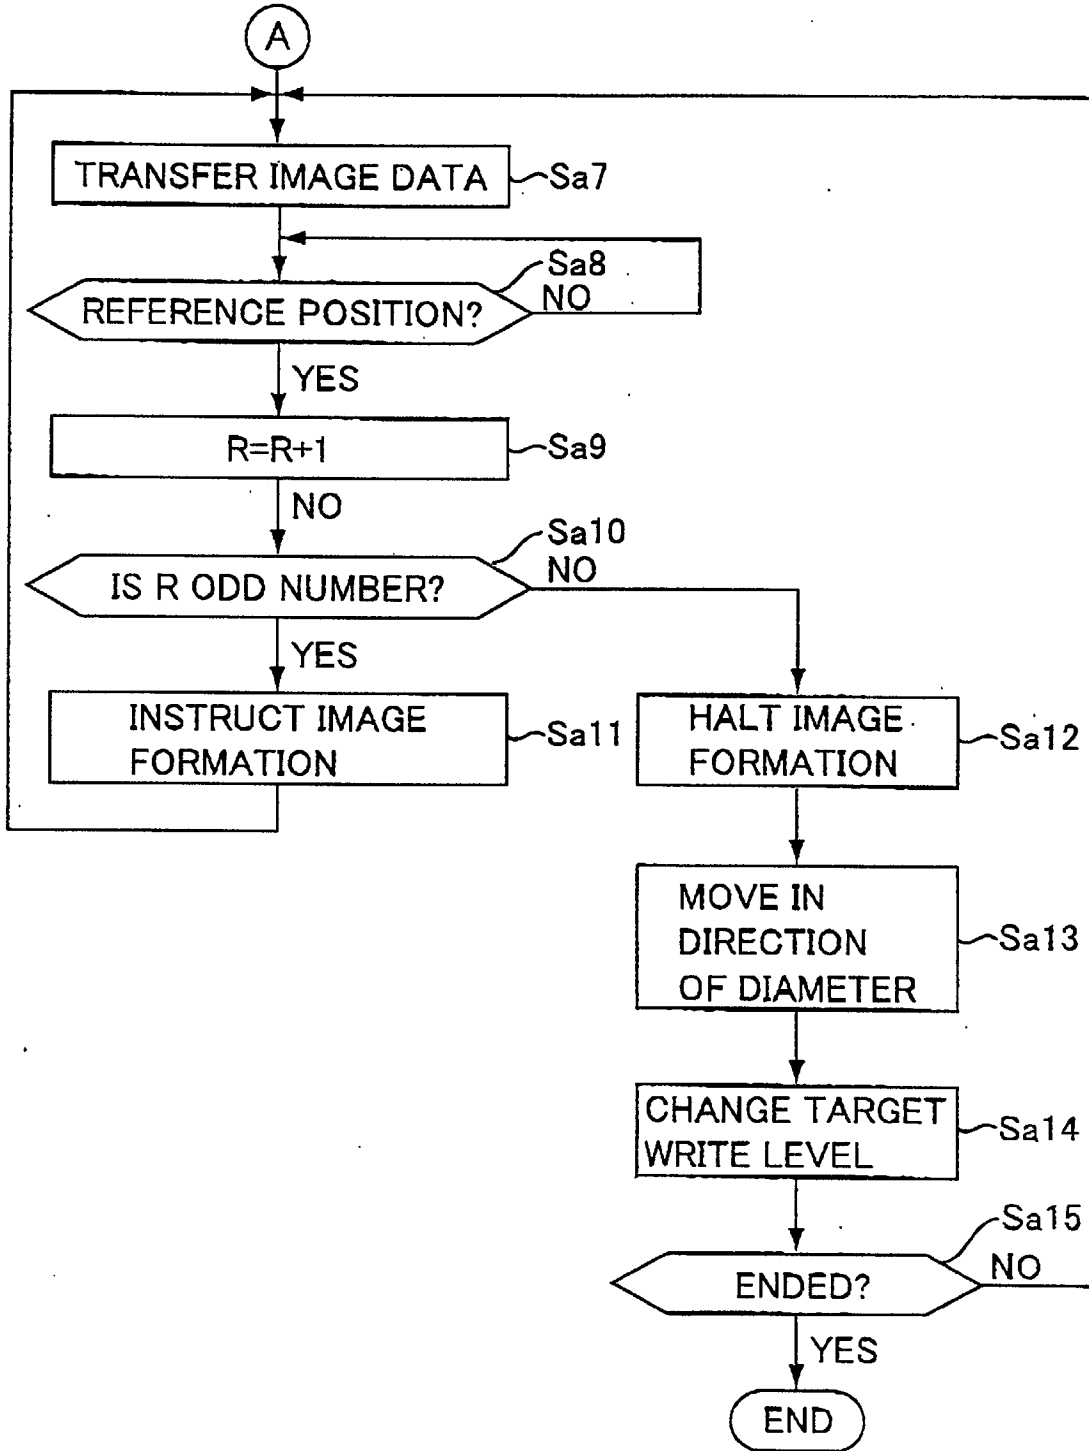 A
TRANSFER IMAGE DATA
Sa7
Sa8
NO
REFERENCE POSITION?
YES
R=R+1
Sa9
NO
Sa10
NO
IS R ODD NUMBER?
YES
INSTRUCT IMAGE
FORMATION
Sa11
HALT IMAGE
FORMATION
Sa12
MOVE IN
DIRECTION
OF DIAMETER
Sa13
CHANGE TARGET
WRITE LEVEL
Sa14
Sa15
NO
ENDED?
YES
END